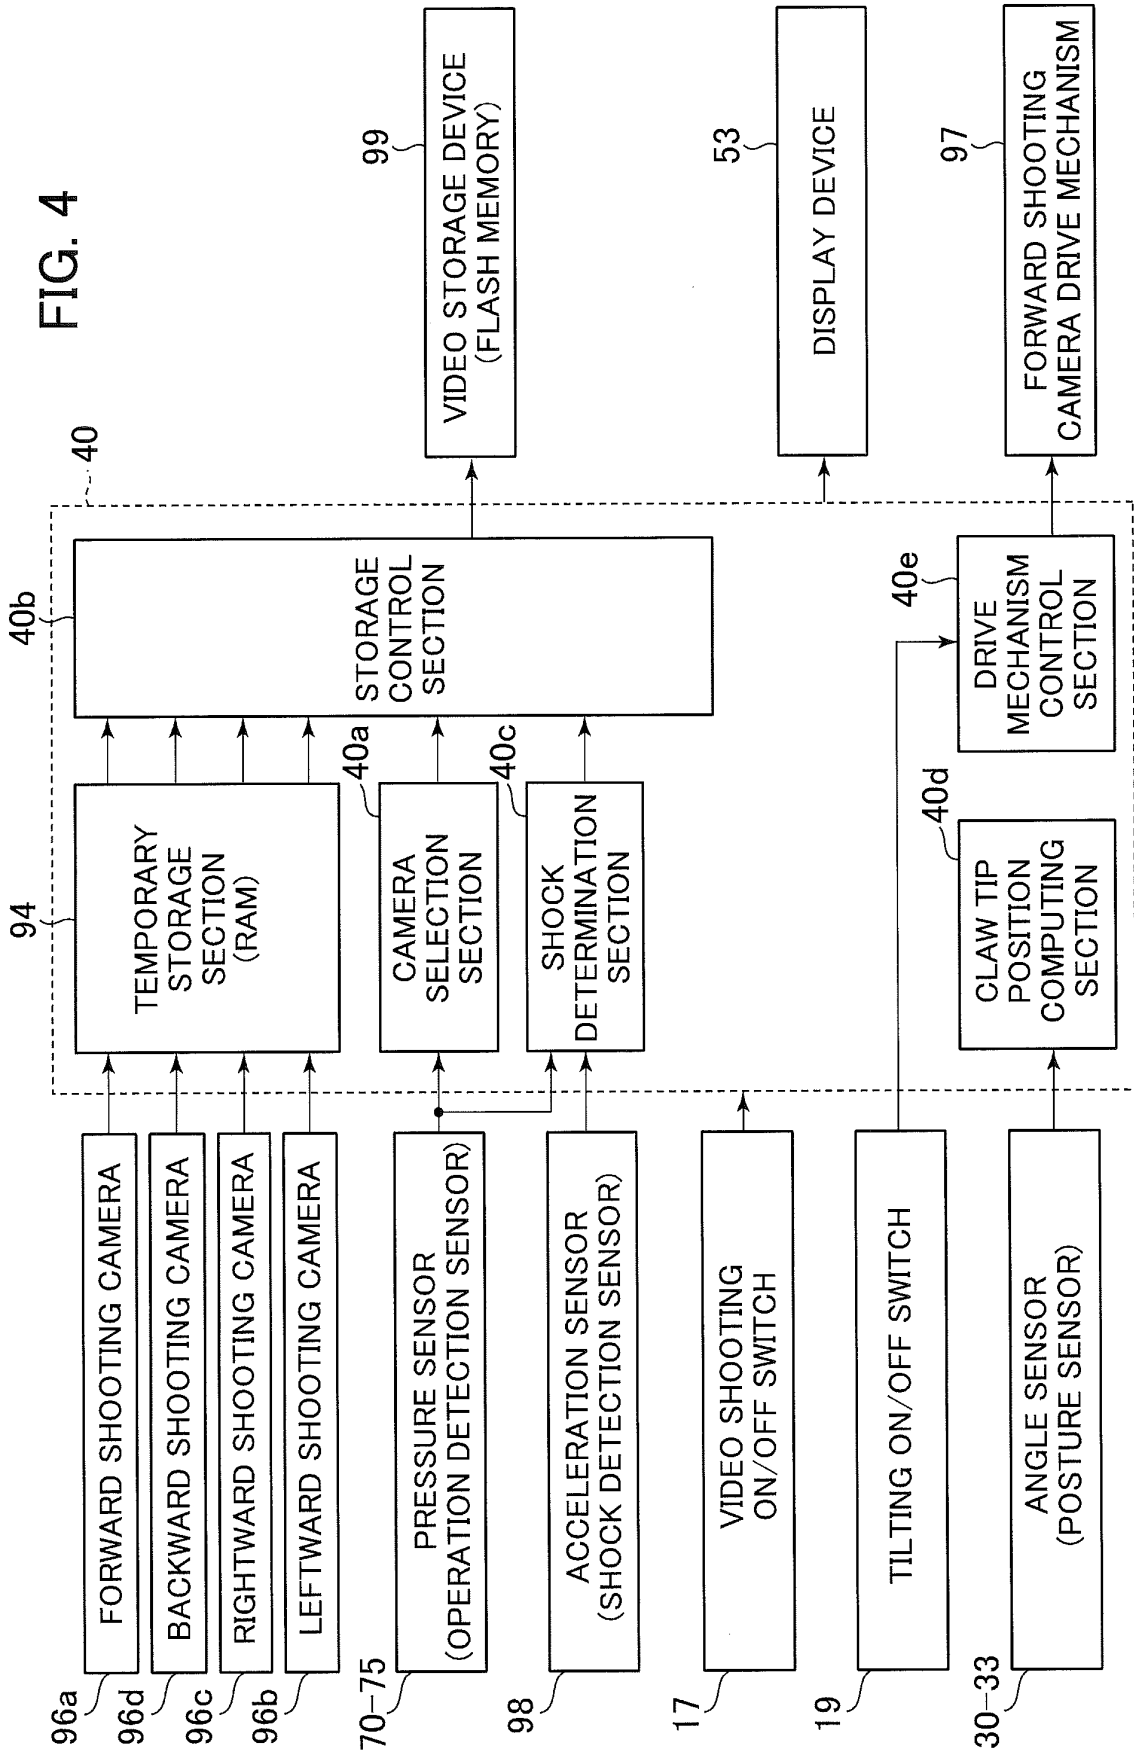 FIG. 4
96a
FORWARD SHOOTING CAMERA
96d
BACKWARD SHOOTING CAMERA
96c
RIGHTWARD SHOOTING CAMERA
96b
LEFTWARD SHOOTING CAMERA
70-75
PRESSURE SENSOR
(OPERATION DETECTION SENSOR)
98
ACCELERATION SENSOR
(SHOCK DETECTION SENSOR)
17
VIDEO SHOOTING
ON/OFF SWITCH
19
TILTING ON/OFF SWITCH
30-33
ANGLE SENSOR
(POSTURE SENSOR)
40
94
TEMPORARY
STORAGE
SECTION
(RAM)
40a
CAMERA
SELECTION
SECTION
40c
SHOCK
DETERMINATION
SECTION
40d
CLAW TIP
POSITION
COMPUTING
SECTION
40b
STORAGE
CONTROL
SECTION
40e
DRIVE
MECHANISM
CONTROL
SECTION
99
VIDEO STORAGE DEVICE
(FLASH MEMORY)
53
DISPLAY DEVICE
97
FORWARD SHOOTING
CAMERA DRIVE MECHANISM